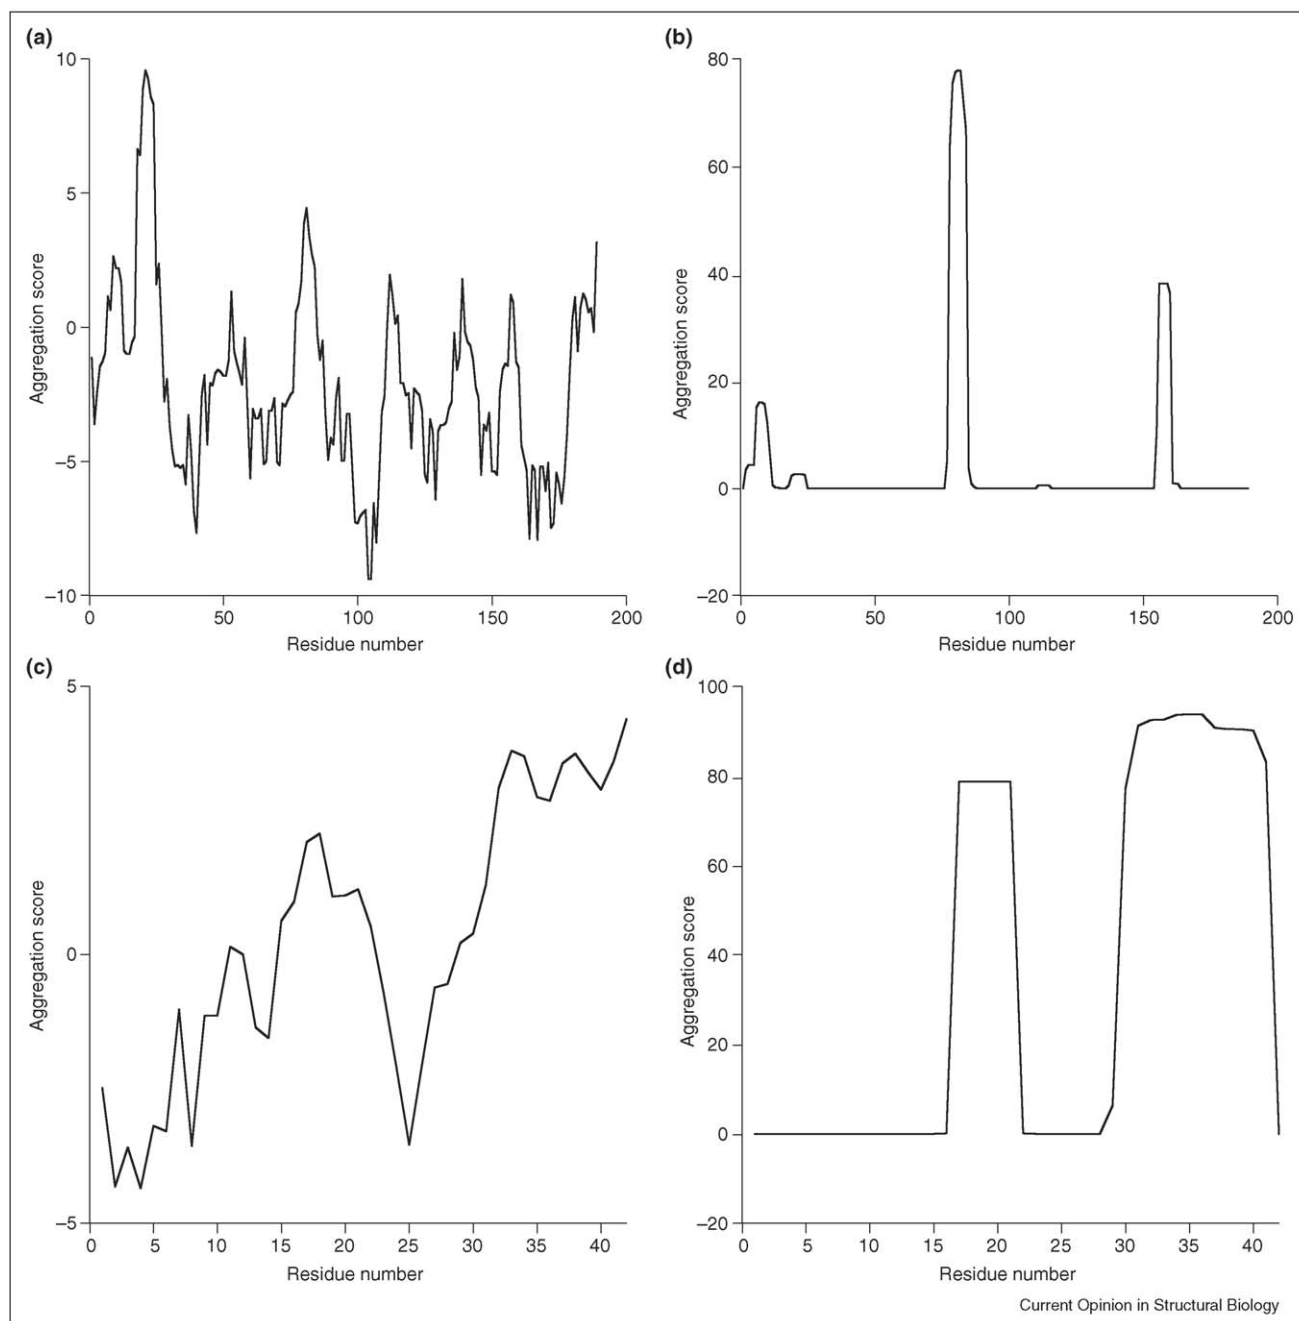 (a)
10
5
0
−5
−10
Aggregation score
0 50 100 150 200
Residue number
(b)
80
60
40
20
0
−20
Aggregation score
0 50 100 150 200
Residue number
(c)
5
0
−5
Aggregation score
0 5 10 15 20 25 30 35 40
Residue number
(d)
100
80
60
40
20
0
−20
Aggregation score
0 5 10 15 20 25 30 35 40
Residue number
Current Opinion in Structural Biology